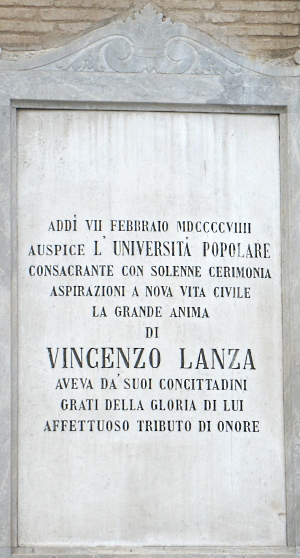 ADDÍ VII FEBBRAIO MDCCCCVIIII
AUSPICE L'UNIVERSITÀ POPOLARE
CONSACRANTE CON SOLENNE CERIMONIA
ASPIRAZIONI A NOVA VITA CIVILE
LA GRANDE ANIMA
DI
VINCENZO LANZA
AVEVA DA' SUOI CONCITTADINI
GRATI DELLA GLORIA DI LUI
AFFETTUOSO TRIBUTO DI ONORE